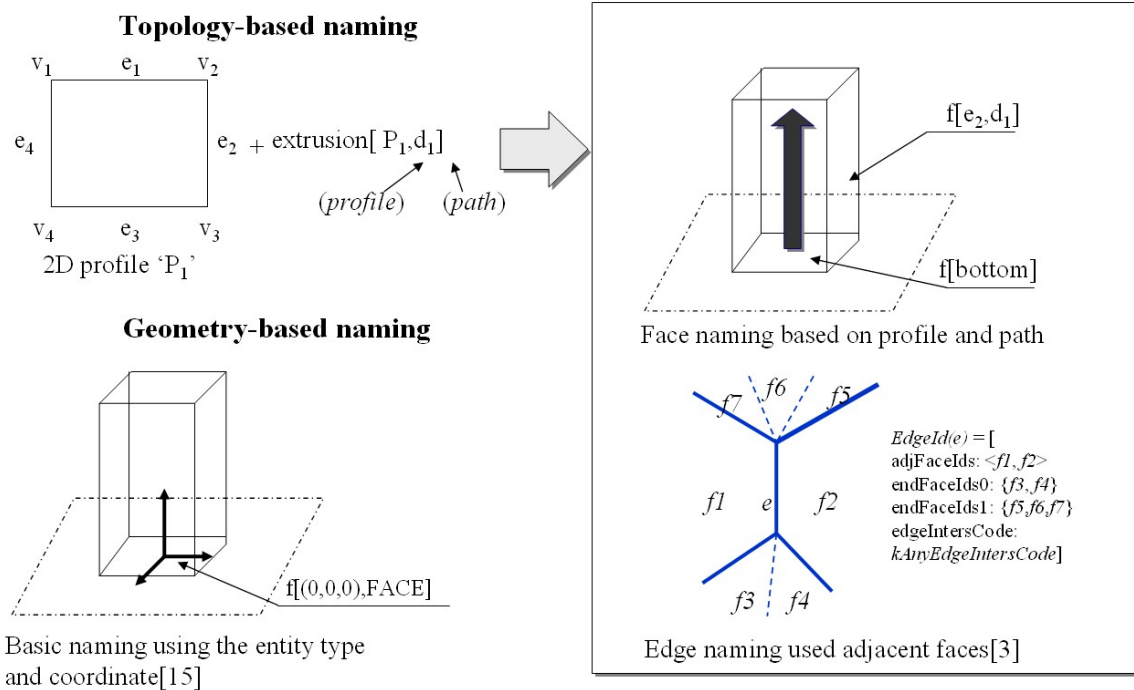 Topology-based naming
v1 e1 v2
e4 e2 + extrusion[ P1,d1]
(profile) (path)
v4 e3 v3
2D profile ‘P1’
Geometry-based naming
f[(0,0,0),FACE]
Basic naming using the entity type
and coordinate[15]
f[e2,d1]
f[bottom]
Face naming based on profile and path
f6
f7 f5
f1 e f2
f3 f4
EdgeId(e) = [
adjFaceIds: <f1, f2>
endFaceIds0: {f3, f4}
endFaceIds1: {f5,f6,f7}
edgeIntersCode:
kAnyEdgeIntersCode]
Edge naming used adjacent faces[3]